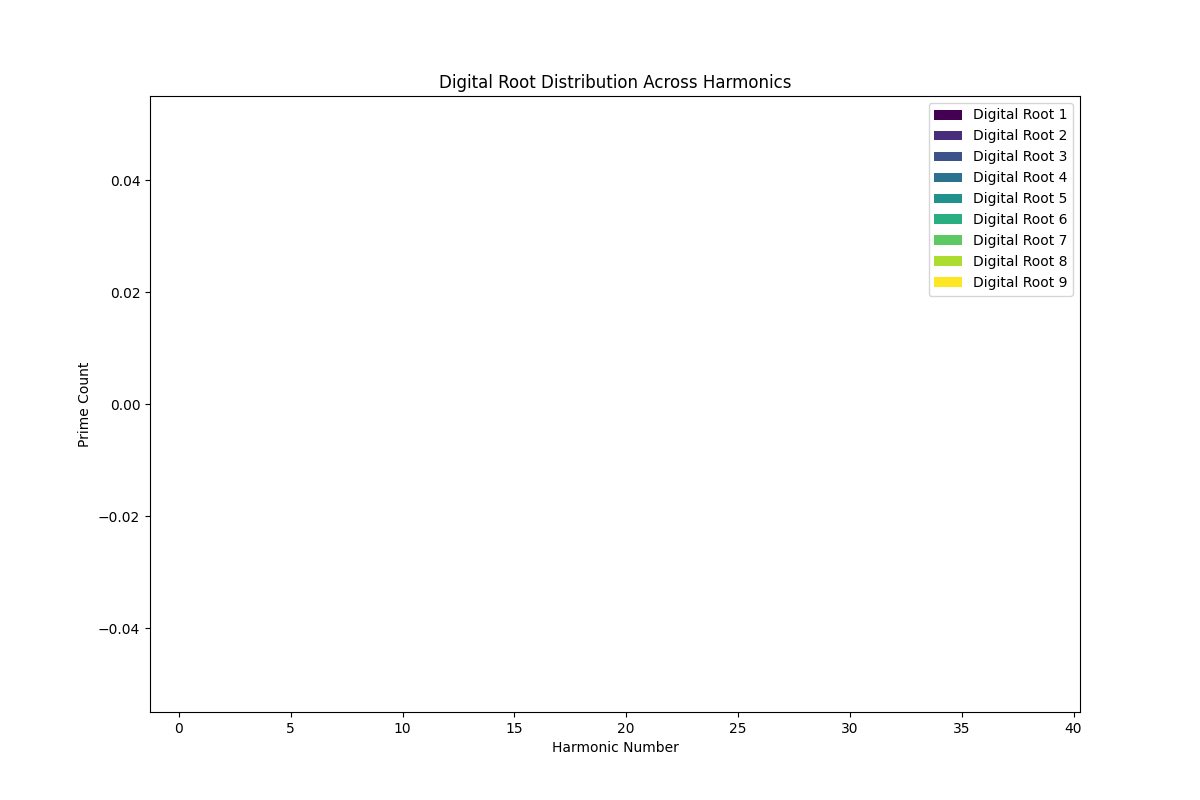 Digital Root Distribution Across Harmonics
Digital Root 1
Digital Root 2
Digital Root 3
Digital Root 4
Digital Root 5
Digital Root 6
Digital Root 7
Digital Root 8
Digital Root 9
Prime Count
0.04
0.02
0.00
−0.02
−0.04
0 5 10 15 20 25 30 35 40
Harmonic Number